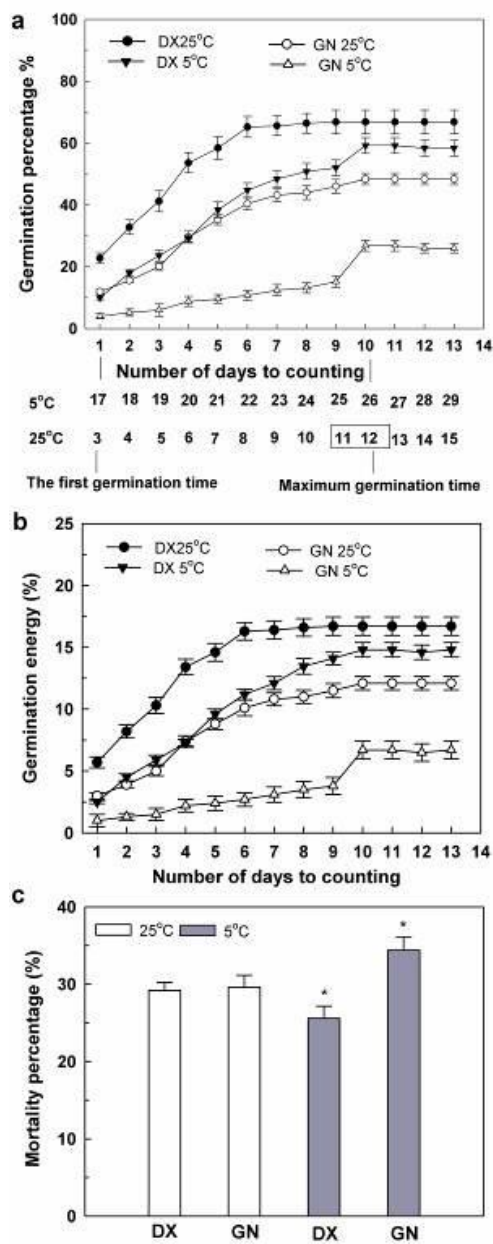 a
DX25°C GN 25°C
DX 5°C GN 5°C
Germination percentage %
100
80
60
40
20
0
1 2 3 4 5 6 7 8 9 10 11 12 13 14
Number of days to counting
5°C 17 18 19 20 21 22 23 24 25 26 27 28 29
25°C 3 4 5 6 7 8 9 10 11 12 13 14 15
The first germination time Maximum germination time
b
DX25°C GN 25°C
DX 5°C GN 5°C
Germination energy (%)
25
20
15
10
5
0
1 2 3 4 5 6 7 8 9 10 11 12 13 14
Number of days to counting
c
25°C 5°C
Mortality percentage (%)
40
30
20
10
0
* *
DX GN DX GN